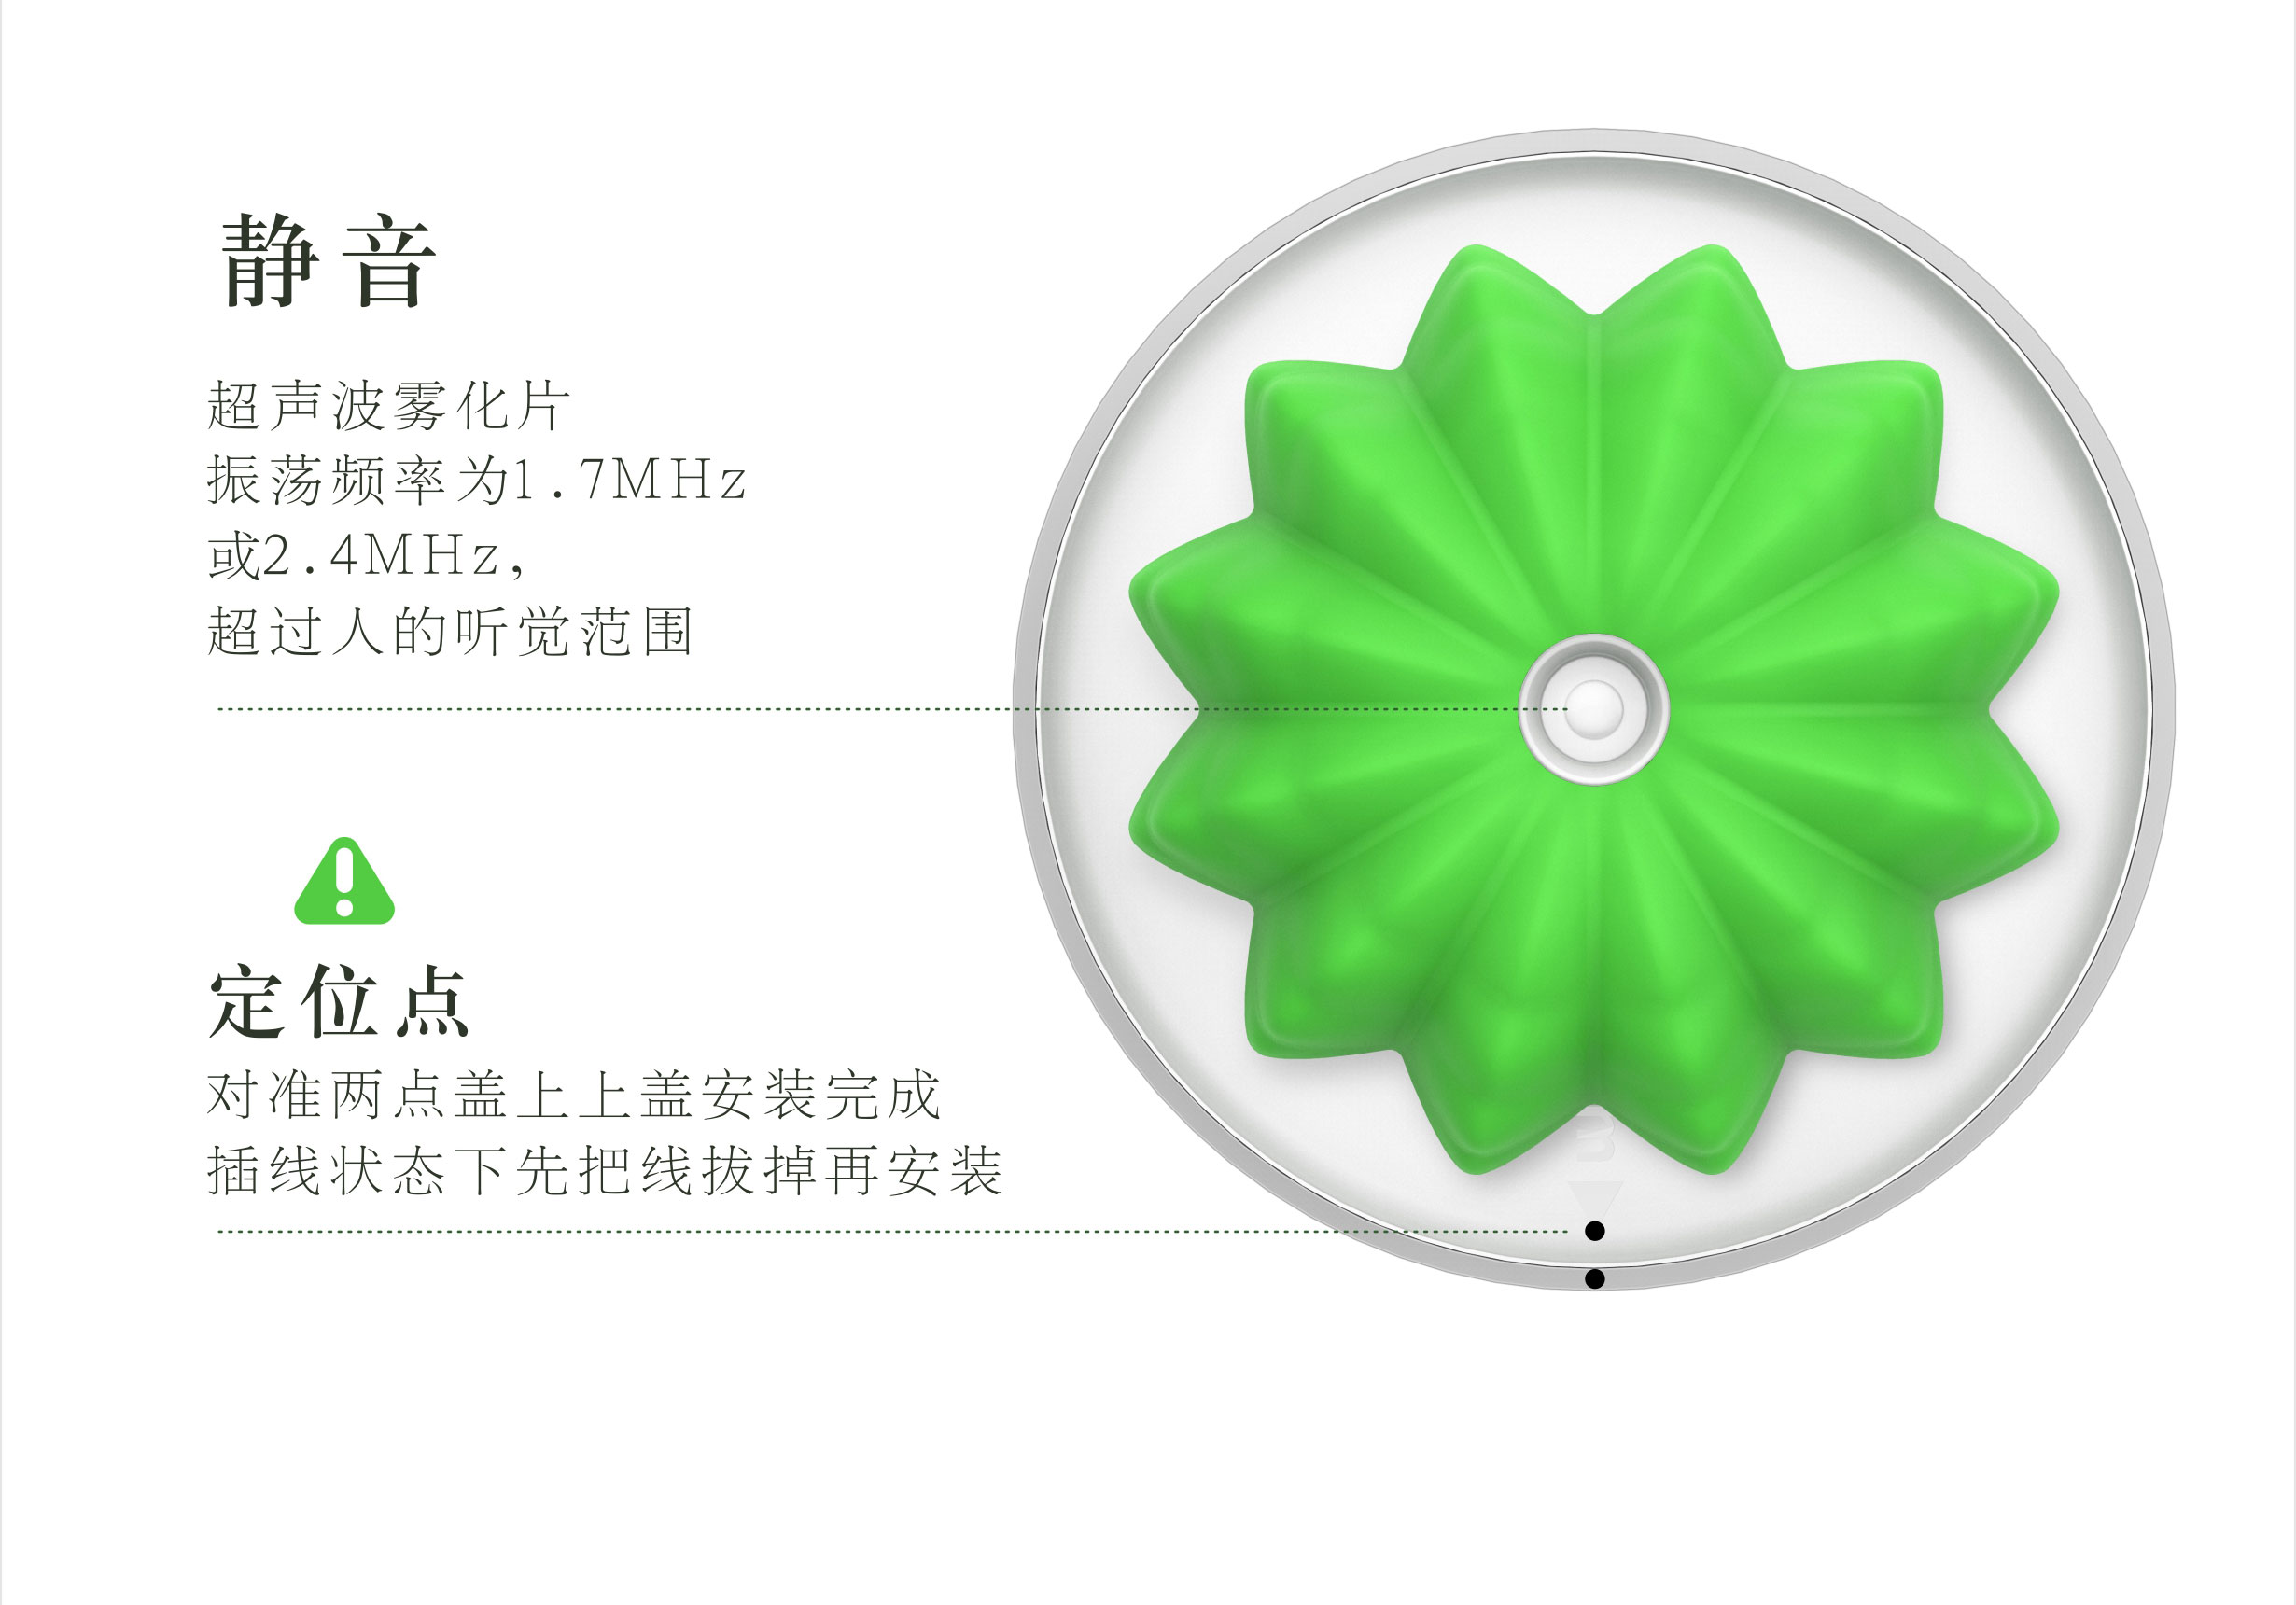 静音
超声波雾化片
振荡频率为1.7MHz
或2.4MHz,
超过人的听觉范围
定位点
对准两点盖上上盖安装完成
插线状态下先把线拔掉再安装